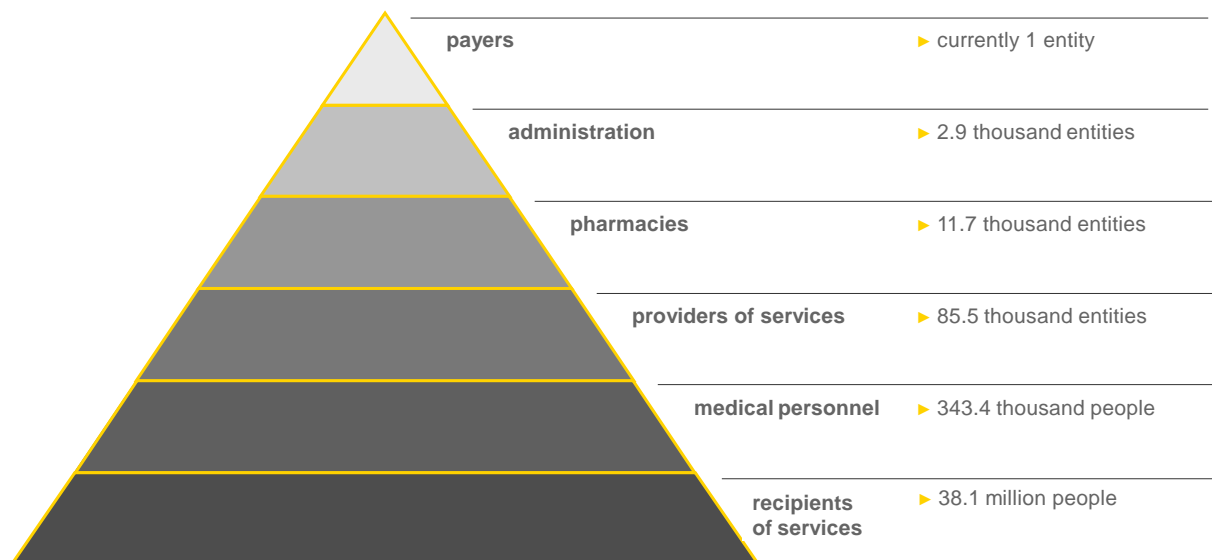 payers ► currently 1 entity
administration ► 2.9 thousand entities
pharmacies ► 11.7 thousand entities
providers of services ► 85.5 thousand entities
medical personnel ► 343.4 thousand people
recipients ► 38.1 million people
of services